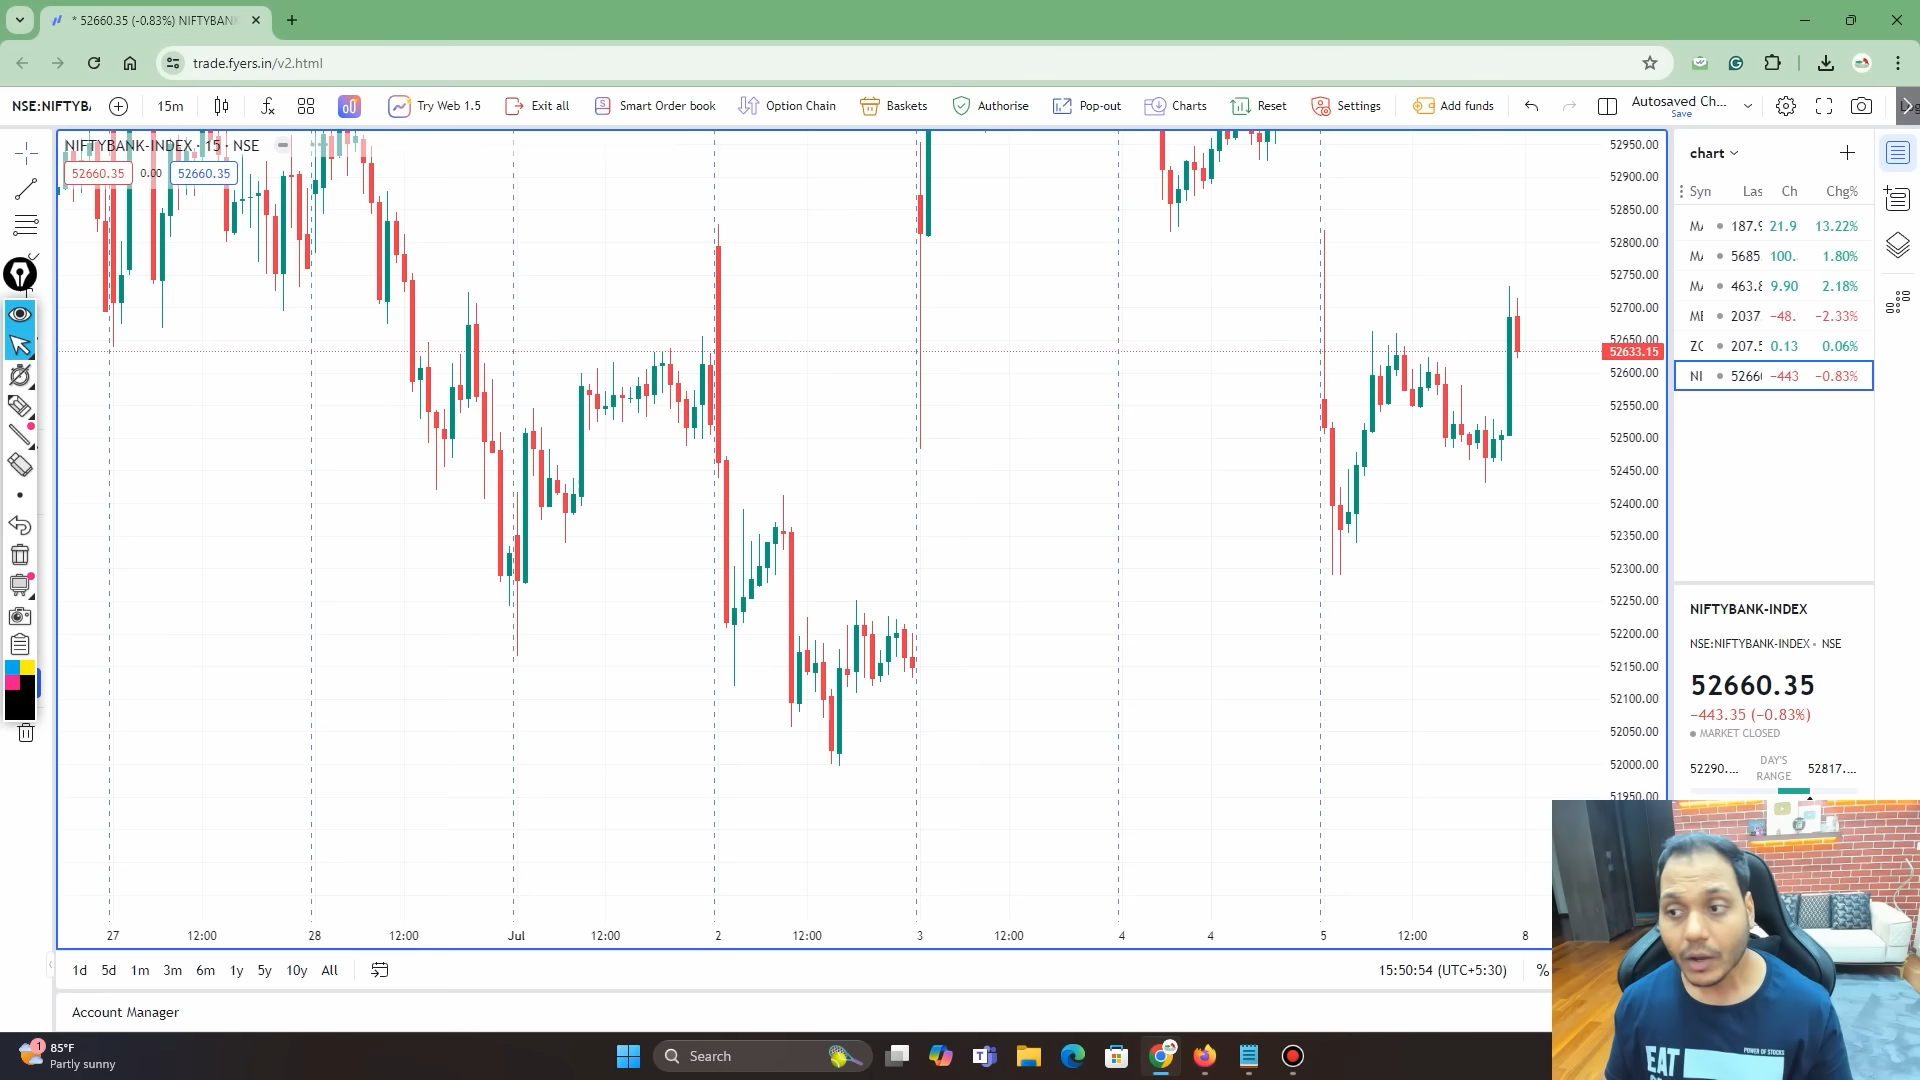 * 52660.35 (-0.83%) NIFTYBANK
trade.fyers.in/v2.html
NSE:NIFTYB
15m
Try Web 1.5
Exit all
Smart Order book
Option Chain
Baskets
Authorise
Pop-out
Charts
Reset
Settings
Add funds
Autosaved Ch...
Save
NIFTYBANK-INDEX · 15 · NSE
52660.35 0.00 52660.35
52950.00
52900.00
52850.00
52800.00
52750.00
52700.00
52650.00
52633.15
52600.00
52550.00
52500.00
52450.00
52400.00
52350.00
52300.00
52250.00
52200.00
52150.00
52100.00
52050.00
52000.00
51950.00
27 12:00 28 12:00 Jul 12:00 2 12:00 3 12:00 4 4 5 12:00 8
1d 5d 1m 3m 6m 1y 5y 10y All
15:50:54 (UTC+5:30) %
Account Manager
chart
Syn Las Ch Chg%
187.9 21.9 13.22%
5685 100. 1.80%
463.8 9.90 2.18%
2037 −48. −2.33%
207.5 0.13 0.06%
NI 5266 −443 −0.83%
NIFTYBANK-INDEX
NSE:NIFTYBANK-INDEX • NSE
52660.35
−443.35 (−0.83%)
MARKET CLOSED
52290.... DAY'S RANGE 52817....
EAT
POWER OF STOCKS
1
85°F
Partly sunny
Search